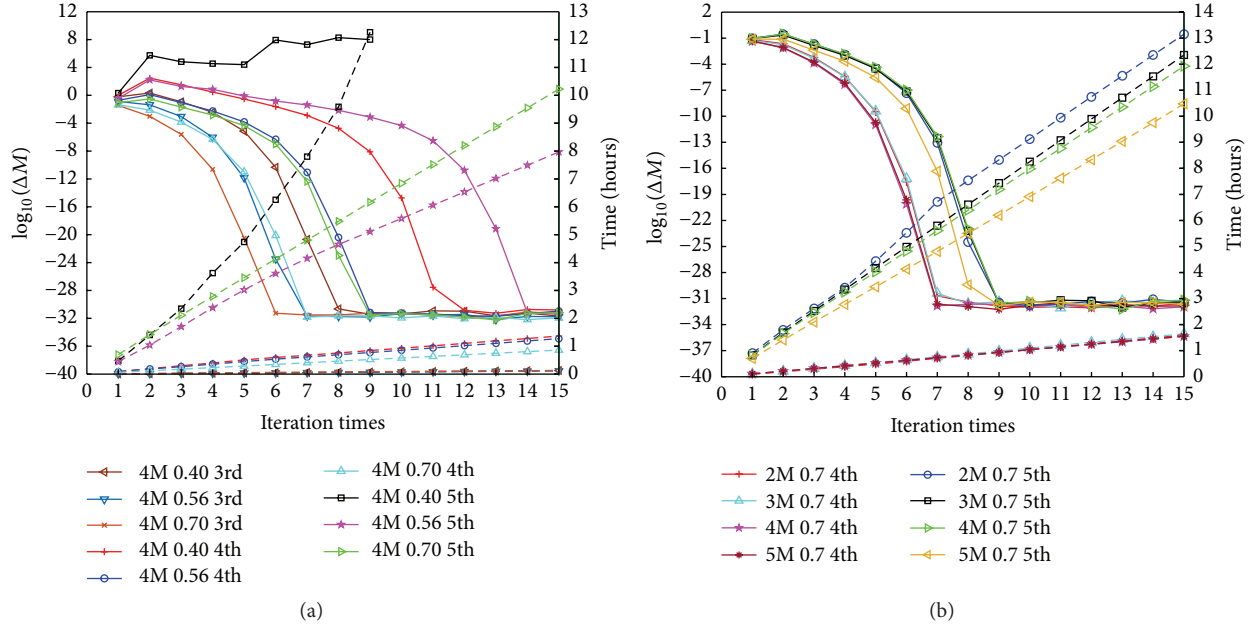 12
8
4
0
−4
−8
−12
−16
−20
−24
−28
−32
−36
−40
log10(ΔM)
0 1 2 3 4 5 6 7 8 9 10 11 12 13 14 15
Iteration times
13
12
11
10
9
8
7
6
5
4
3
2
1
0
Time (hours)
4M 0.40 3rd
4M 0.56 3rd
4M 0.70 3rd
4M 0.40 4th
4M 0.56 4th
4M 0.70 4th
4M 0.40 5th
4M 0.56 5th
4M 0.70 5th
(a)
2
−1
−4
−7
−10
−13
−16
−19
−22
−25
−28
−31
−34
−37
−40
log10(ΔM)
0 1 2 3 4 5 6 7 8 9 10 11 12 13 14 15
Iteration times
14
13
12
11
10
9
8
7
6
5
4
3
2
1
0
Time (hours)
2M 0.7 4th
3M 0.7 4th
4M 0.7 4th
5M 0.7 4th
2M 0.7 5th
3M 0.7 5th
4M 0.7 5th
5M 0.7 5th
(b)